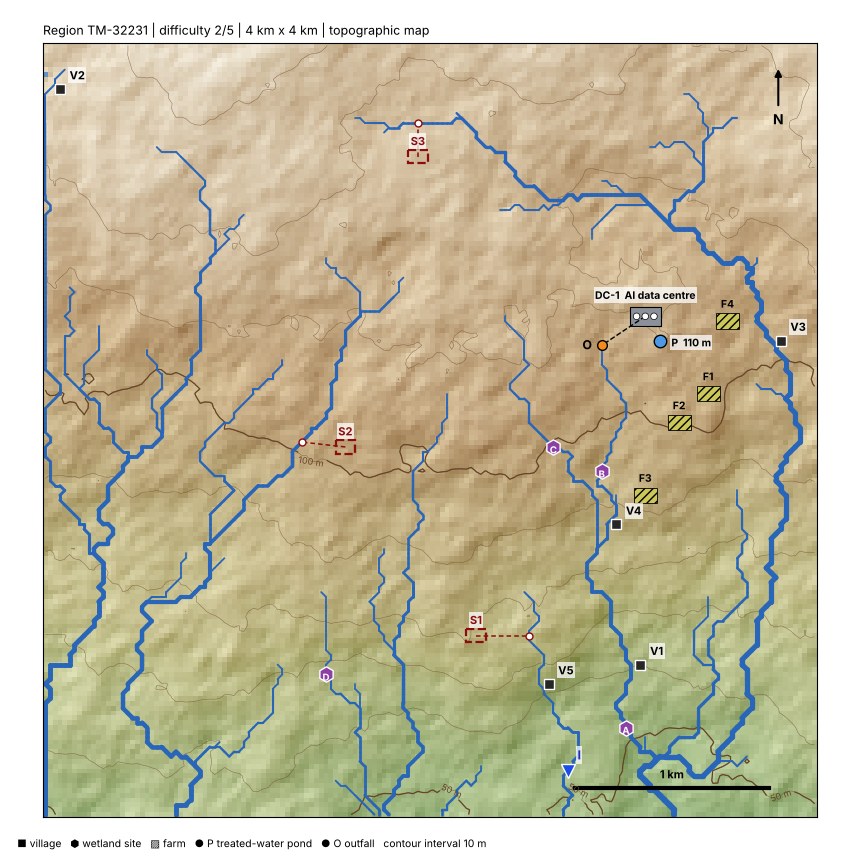 Region TM-32231 | difficulty 2/5 | 4 km x 4 km | topographic map
V2
N
S3
DC-1 AI data centre
F4
O
P 110 m
V3
F1
F2
S2
100 m
C
B
F3
V4
S1
V1
V5
D
A
I
1 km
50 m
50 m
50 m
village
wetland site
farm
P treated-water pond
O outfall
contour interval 10 m